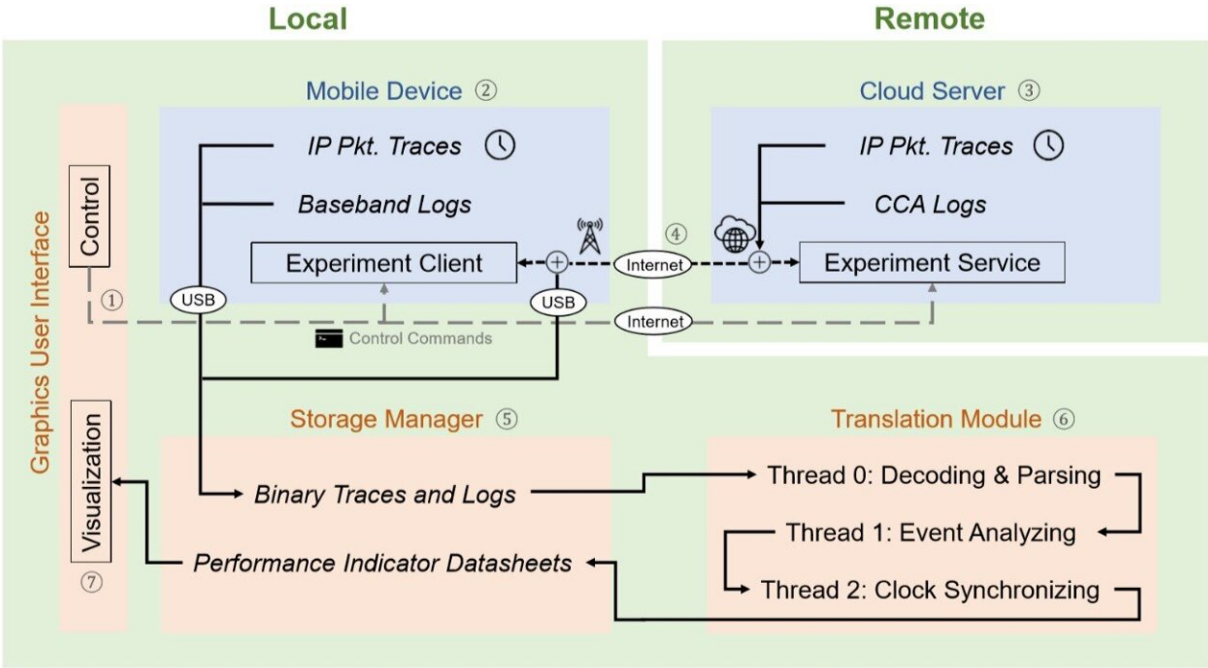 Local
Remote
Mobile Device ②
Cloud Server ③
IP Pkt. Traces
IP Pkt. Traces
Control
Baseband Logs
CCA Logs
④
Experiment Client
Internet
Experiment Service
①
USB
USB
Internet
Control Commands
Graphics User Interface
Storage Manager ⑤
Translation Module ⑥
Visualization
Binary Traces and Logs
Thread 0: Decoding & Parsing
Thread 1: Event Analyzing
Performance Indicator Datasheets
Thread 2: Clock Synchronizing
⑦